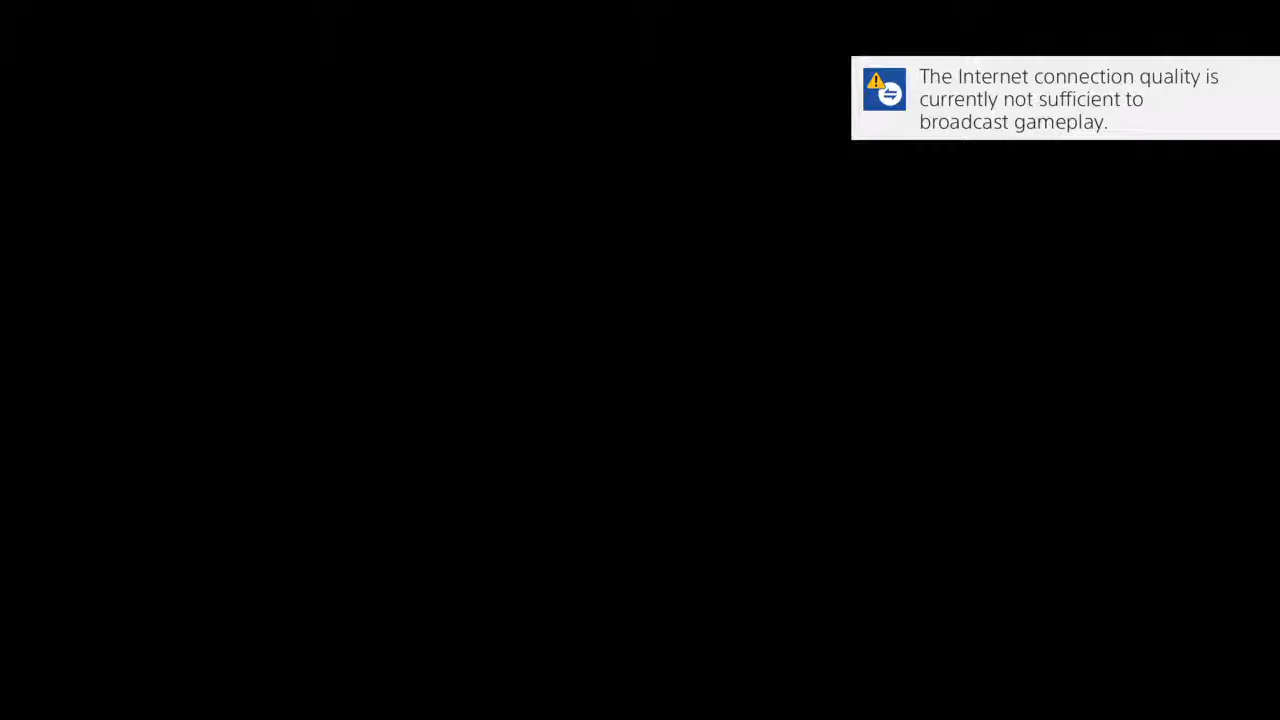 The Internet connection quality is
currently not sufficient to
broadcast gameplay.